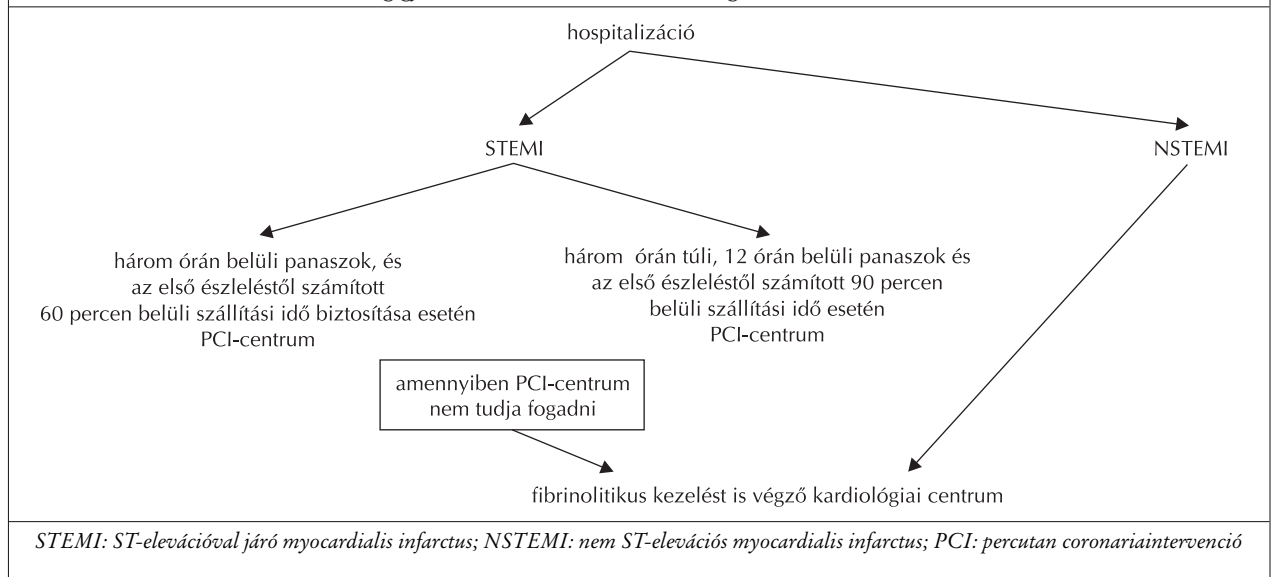 hospitalizáció
STEMI
NSTEMI
három órán belüli panaszok, és
az első észleléstől számított
60 percen belüli szállítási idő biztosítása esetén
PCI-centrum
három órán túli, 12 órán belüli panaszok és
az első észleléstől számított 90 percen
belüli szállítási idő esetén
PCI-centrum
amennyiben PCI-centrum
nem tudja fogadni
fibrinolitikus kezelést is végző kardiológiai centrum
STEMI: ST-elevációval járó myocardialis infarctus; NSTEMI: nem ST-elevációs myocardialis infarctus; PCI: percutan coronariaintervenció